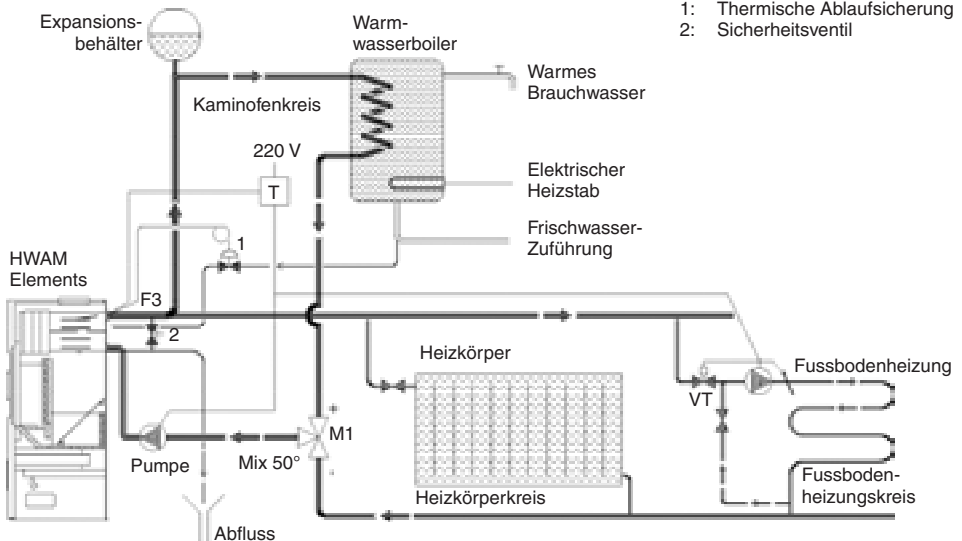 Expansions-
behälter
Warm-
wasserboiler
1: Thermische Ablaufsicherung
2: Sicherheitsventil
Warmes
Brauchwasser
Kaminofenkreis
220 V
T
Elektrischer
Heizstab
Frischwasser-
Zuführung
1
HWAM
Elements
F3
2
Heizkörper
Fussbodenheizung
VT
+
M1
-
Pumpe
Mix 50°
Heizkörperkreis
Fussboden-
heizungskreis
Abfluss